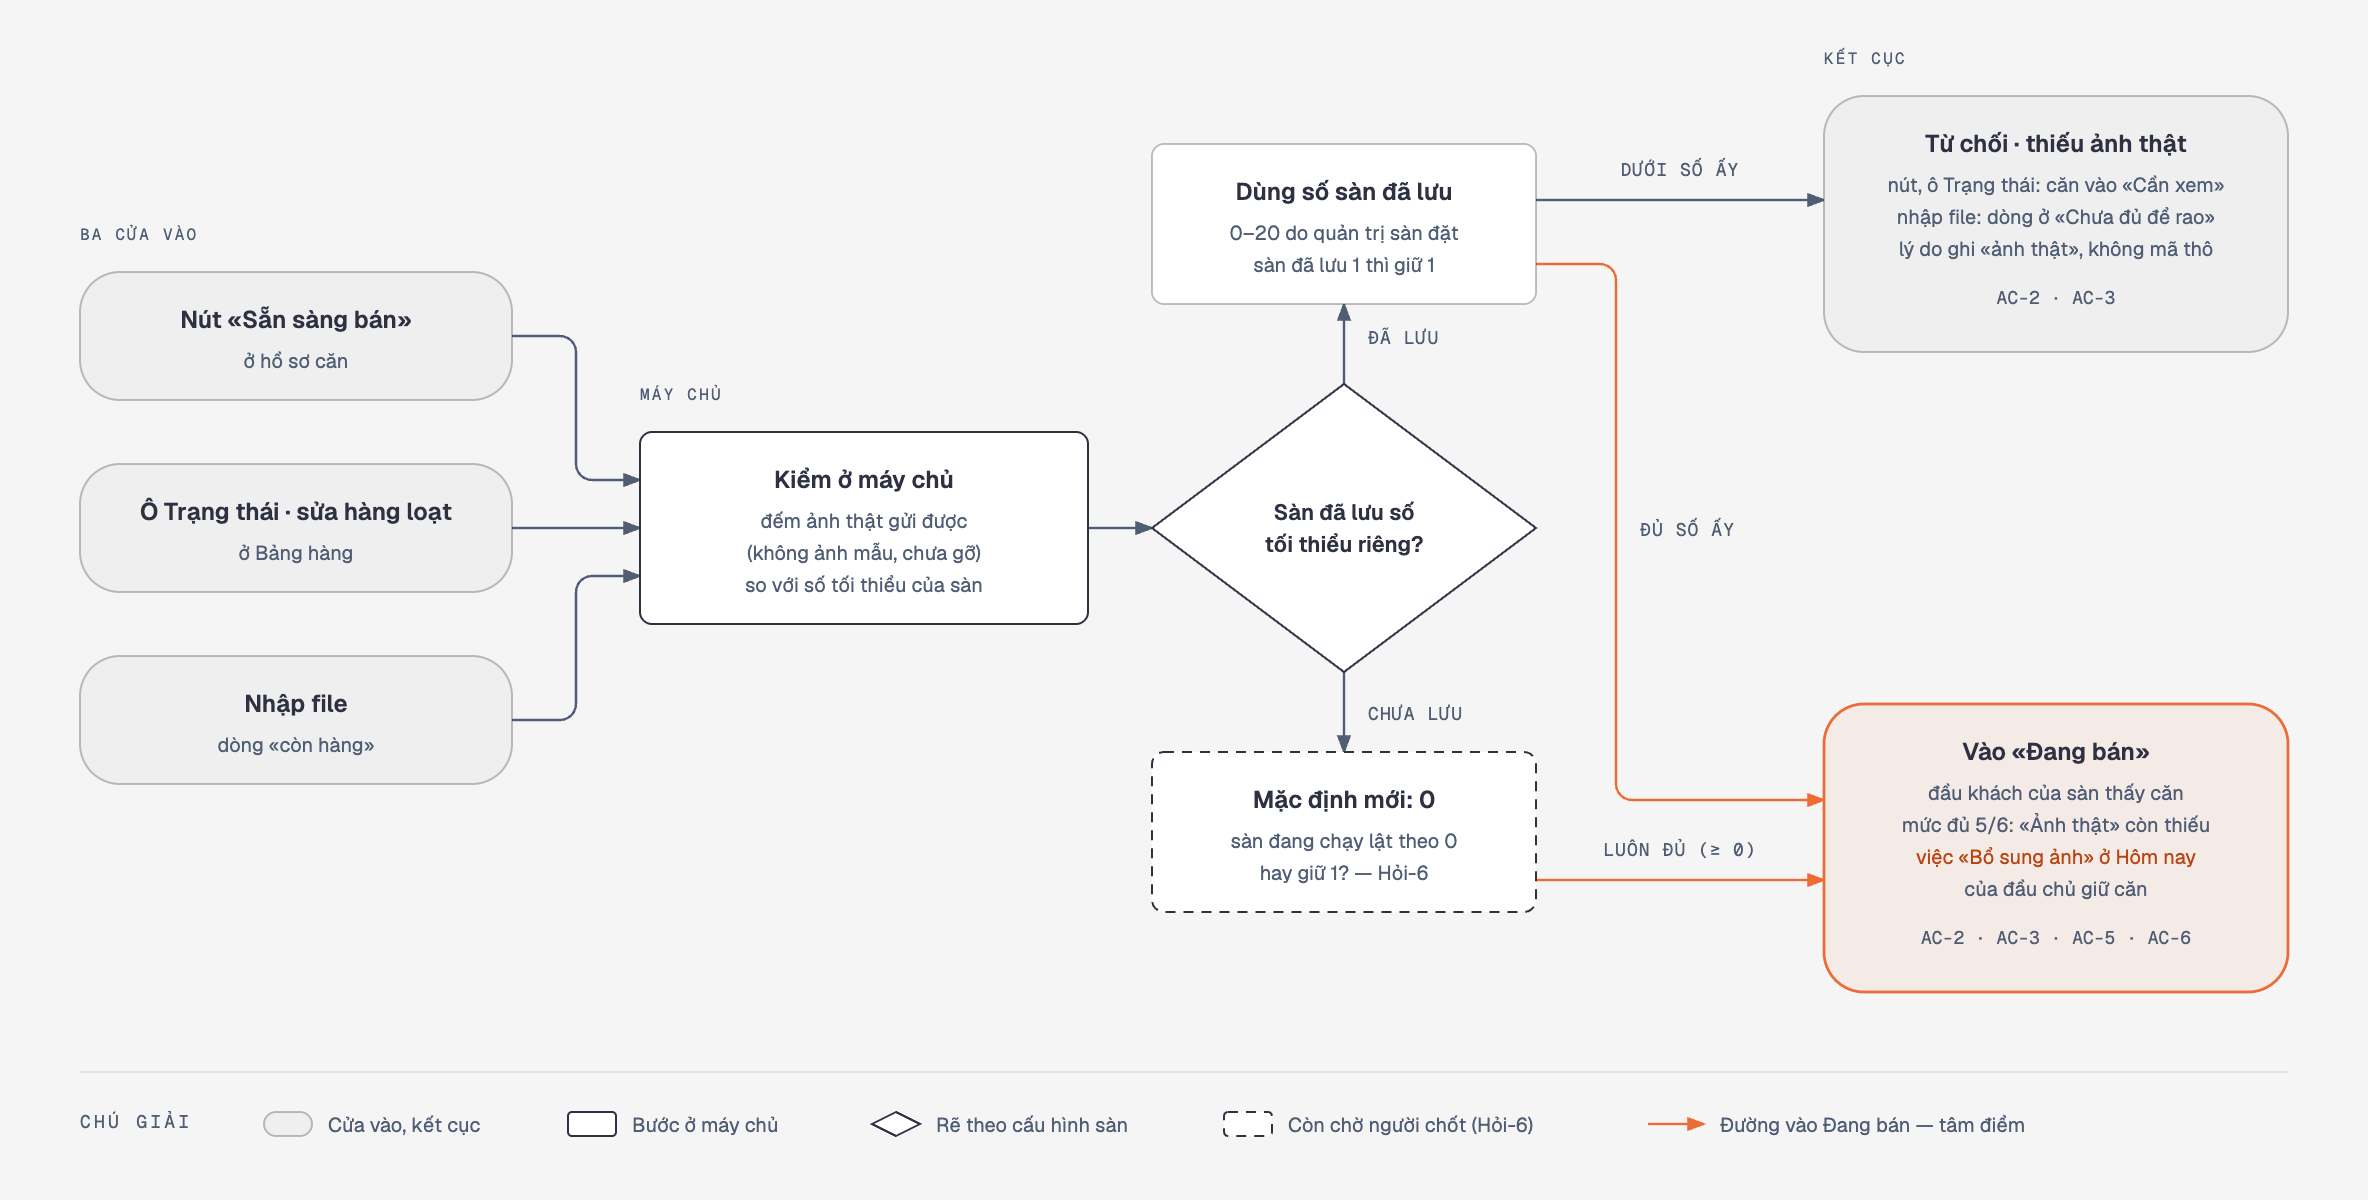 BA CỬA VÀO
Nút «Sẵn sàng bán»
ở hồ sơ căn
Ô Trạng thái · sửa hàng loạt
ở Bảng hàng
Nhập file
dòng «còn hàng»
MÁY CHỦ
Kiểm ở máy chủ
đếm ảnh thật gửi được
(không ảnh mẫu, chưa gỡ)
so với số tối thiểu của sàn
Dùng số sàn đã lưu
0–20 do quản trị sàn đặt
sàn đã lưu 1 thì giữ 1
ĐÃ LƯU
Sàn đã lưu số
tối thiểu riêng?
CHƯA LƯU
Mặc định mới: 0
sàn đang chạy lật theo 0
hay giữ 1? — Hỏi-6
DƯỚI SỐ ẤY
ĐỦ SỐ ẤY
LUÔN ĐỦ (≥ 0)
KẾT CỤC
Từ chối · thiếu ảnh thật
nút, ô Trạng thái: căn vào «Cần xem»
nhập file: dòng ở «Chưa đủ để rao»
lý do ghi «ảnh thật», không mã thô
AC-2 · AC-3
Vào «Đang bán»
đầu khách của sàn thấy căn
mức đủ 5/6: «Ảnh thật» còn thiếu
việc «Bổ sung ảnh» ở Hôm nay
của đầu chủ giữ căn
AC-2 · AC-3 · AC-5 · AC-6
CHÚ GIẢI
Cửa vào, kết cục
Bước ở máy chủ
Rẽ theo cấu hình sàn
Còn chờ người chốt (Hỏi-6)
Đường vào Đang bán — tâm điểm